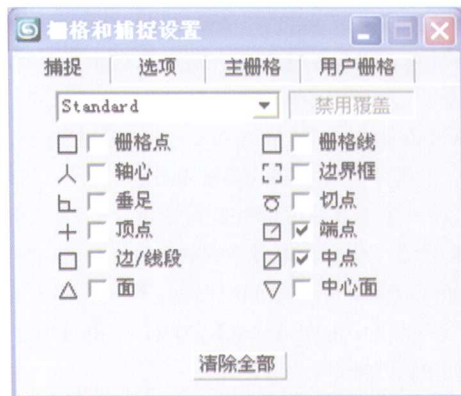 栅格和捕捉设置
捕捉 选项 主栅格 用户栅格
Standard 禁用覆盖
栅格点 栅格线
轴心 边界框
垂足 切点
顶点 端点
边/线段 中点
面 中心面
清除全部